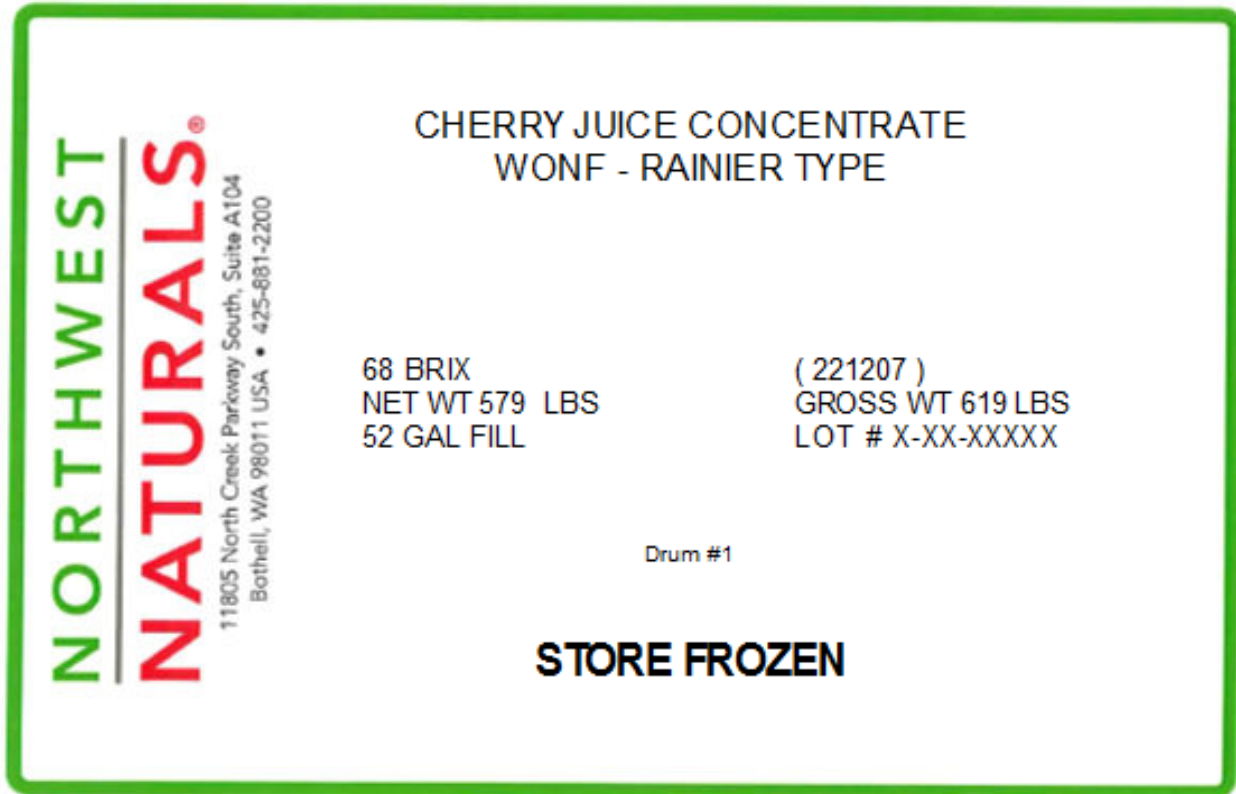 NORTHWEST
NATURALS®
11805 North Creek Parkway South, Suite A104
Bothell, WA 98011 USA • 425-881-2200
CHERRY JUICE CONCENTRATE
WONF - RAINIER TYPE
68 BRIX ( 221207 )
NET WT 579 LBS GROSS WT 619 LBS
52 GAL FILL LOT # X-XX-XXXXX
Drum #1
STORE FROZEN